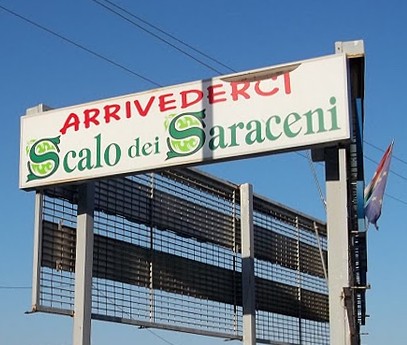 ARRIVEDERCI
Scalo dei Saraceni